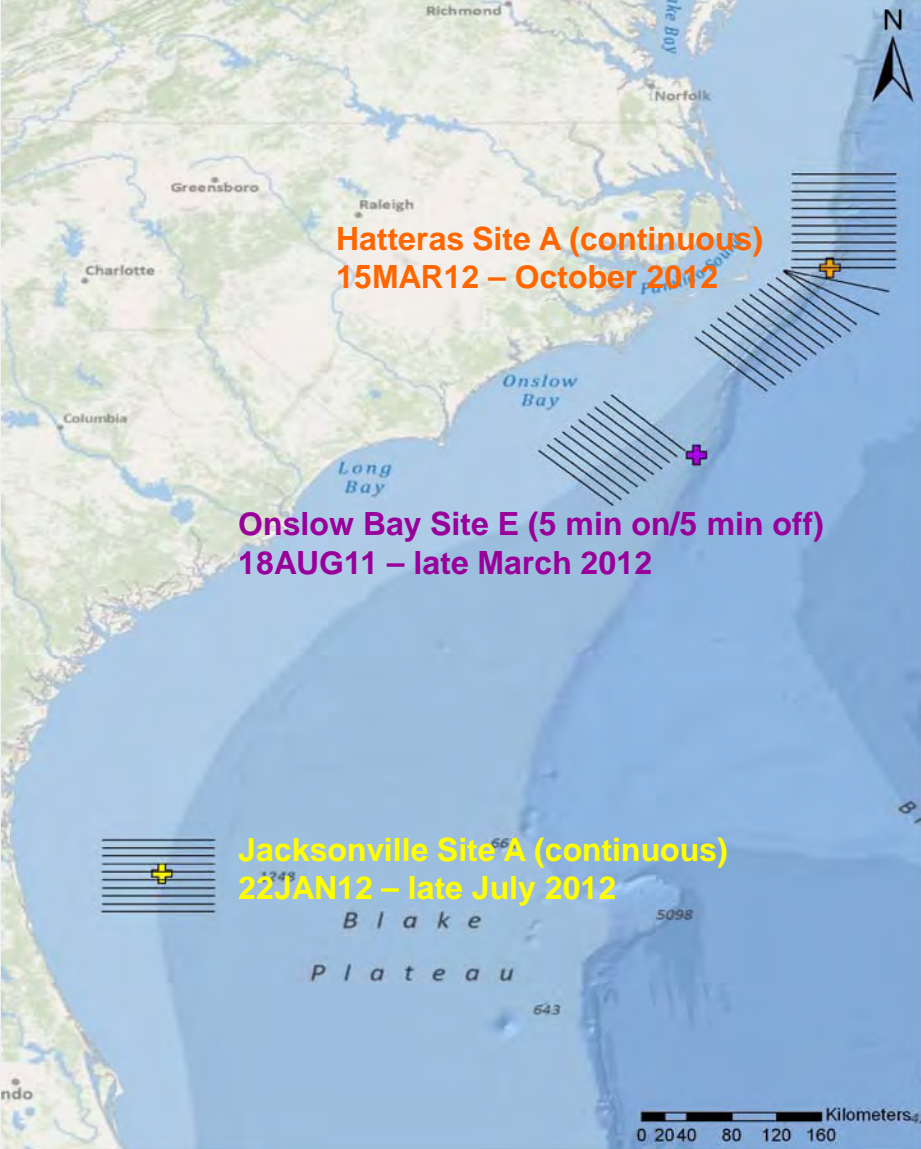 Richmond
ke Bay
N
Norfolk
Greensboro
Raleigh
Hatteras Site A (continuous)
15MAR12 – October 2012
Charlotte
Onslow
Bay
Columbia
Long
Bay
Onslow Bay Site E (5 min on/5 min off)
18AUG11 – late March 2012
Jacksonville Site A (continuous)
22JAN12 – late July 2012
Blake
5098
Plateau
643
ndo
Kilometers
0 20 40 80 120 160